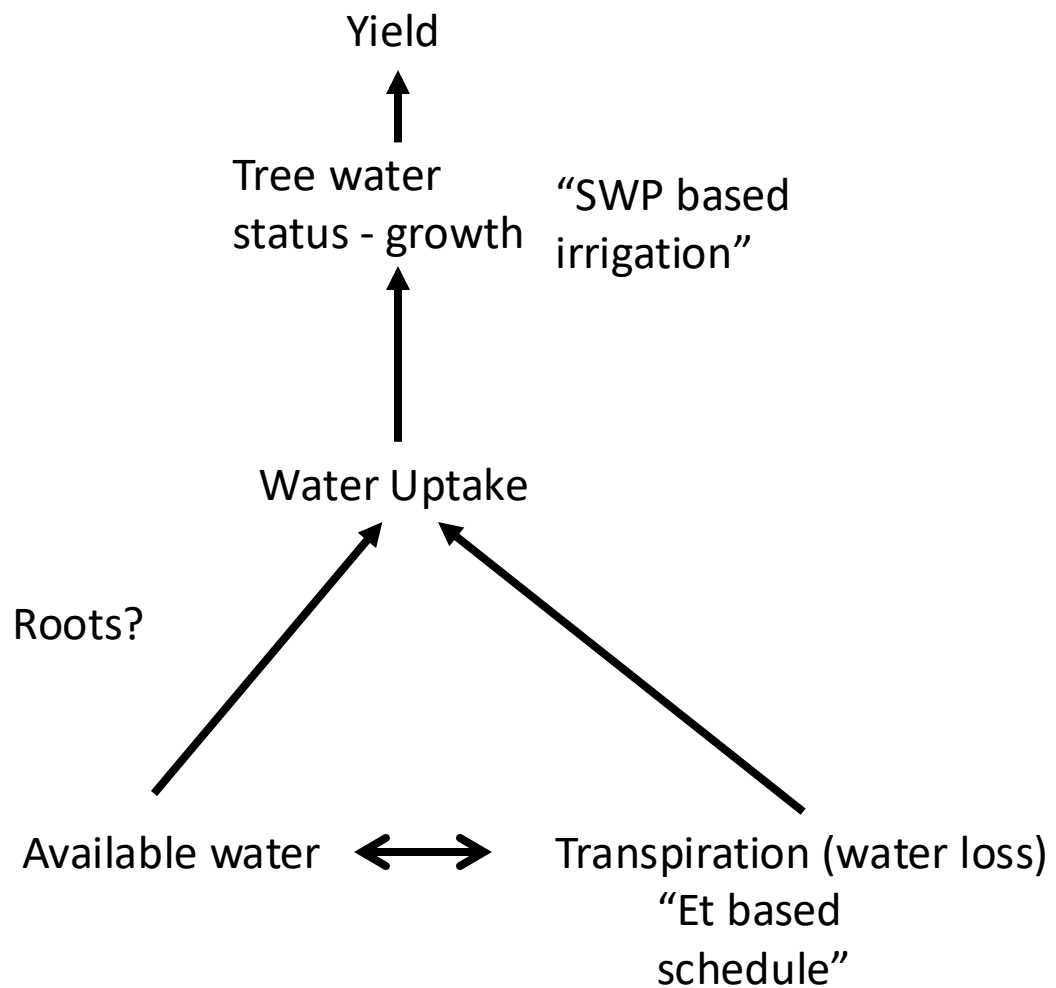 Yield
Tree water
status - growth
“SWP based
irrigation”
Water Uptake
Roots?
Available water
Transpiration (water loss)
“Et based
schedule”